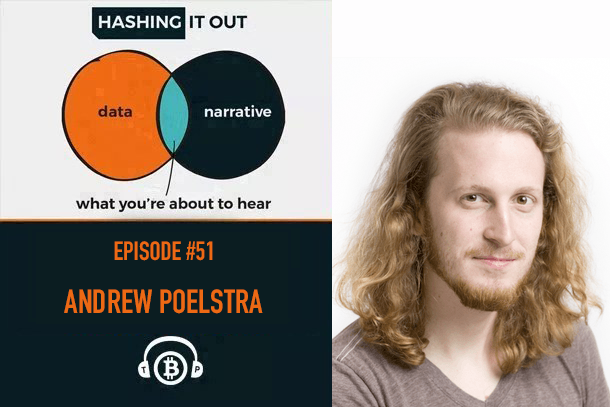 HASHING IT OUT
data
narrative
what you're about to hear
EPISODE #51
ANDREW POELSTRA
T ₿ P